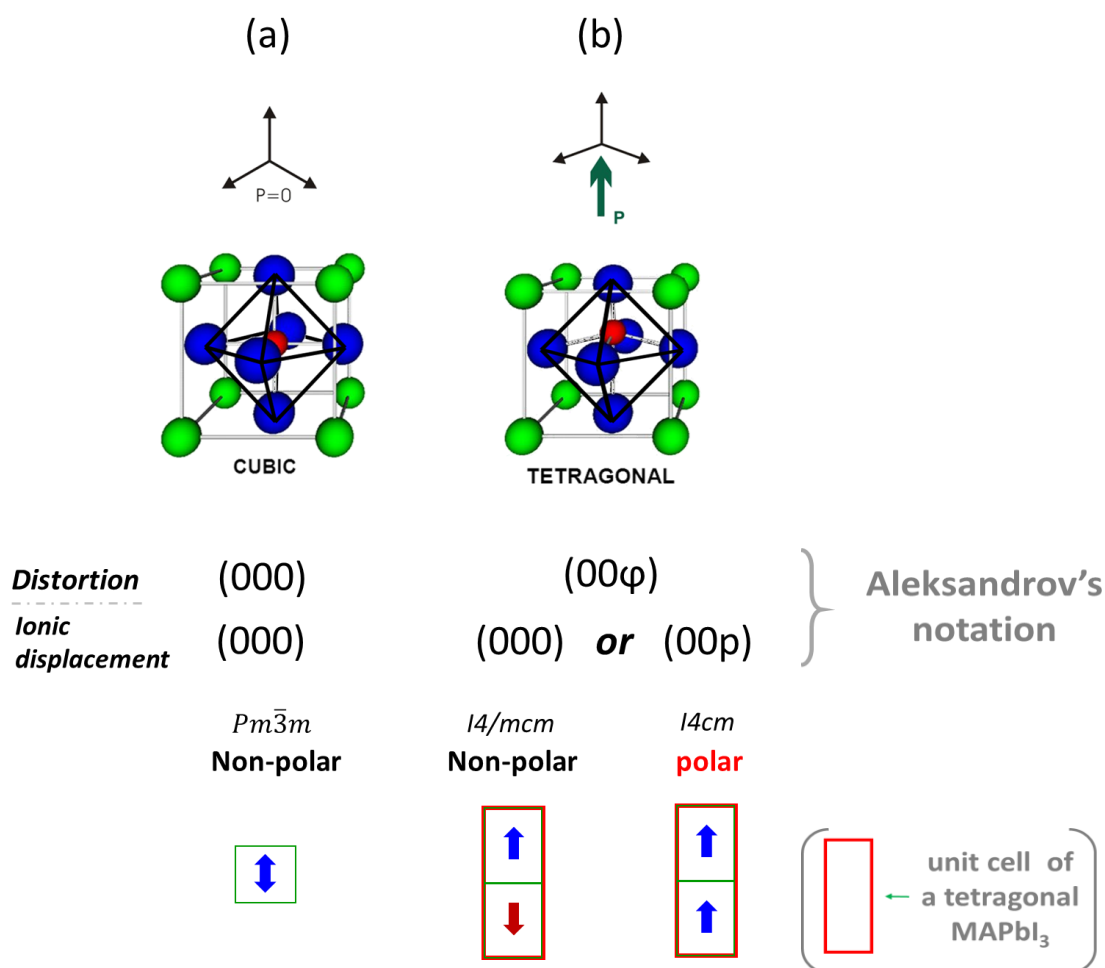 (a)
(b)
P=0
P
CUBIC
TETRAGONAL
Distortion
(000)
(00φ)
Ionic
displacement
(000)
(000) or (00p)
Aleksandrov's
notation
Pm3̅m
I4/mcm
I4cm
Non-polar
Non-polar
polar
unit cell of
a tetragonal
MAPbI₃